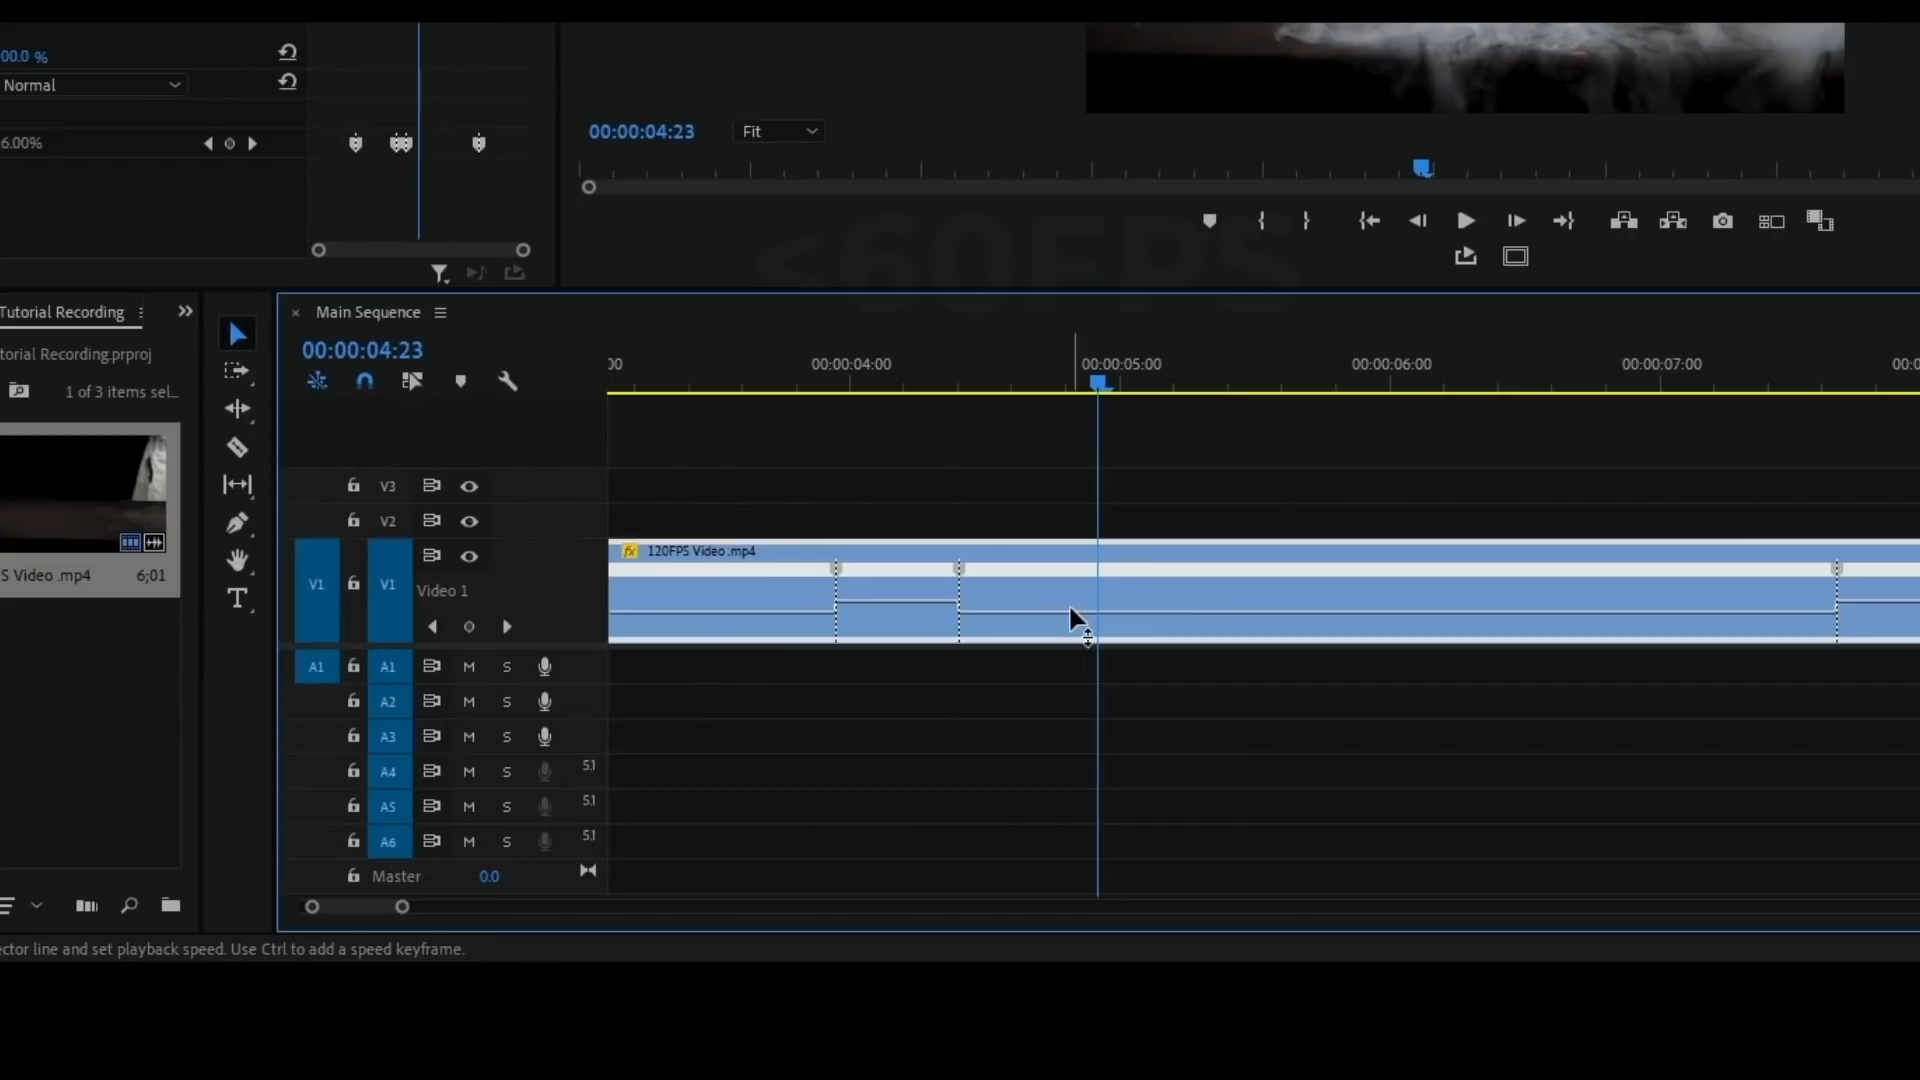 00.0 %
Normal
6.00%
00:00:04:23
Fit
<60FPS
Tutorial Recording
torial Recording.prproj
1 of 3 items sel...
S Video .mp4
6;01
× Main Sequence
00:00:04:23
00
00:00:04:00
00:00:05:00
00:00:06:00
00:00:07:00
00:0
V3
V2
fx 120FPS Video .mp4
V1
V1
Video 1
A1
A1 M S
A2 M S
A3 M S
A4 M S 5.1
A5 M S 5.1
A6 M S 5.1
Master 0.0
ector line and set playback speed. Use Ctrl to add a speed keyframe.